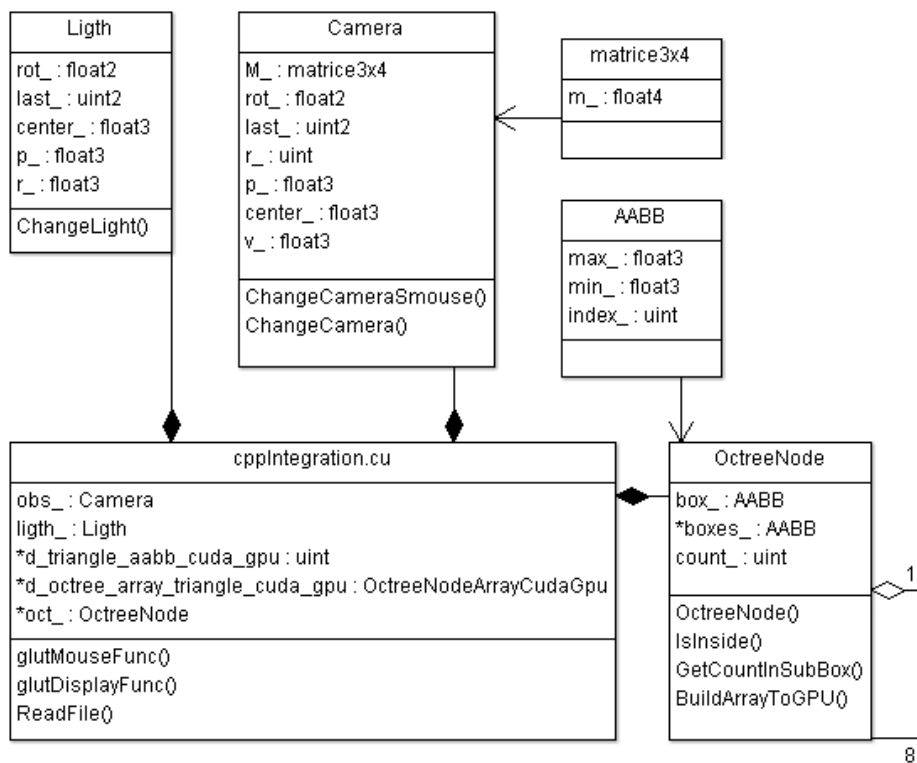 Ligth
rot_ : float2
last_ : uint2
center_ : float3
p_ : float3
r_ : float3
ChangeLight()
Camera
M_ : matrice3x4
rot_ : float2
last_ : uint2
r_ : uint
p_ : float3
center_ : float3
v_ : float3
ChangeCameraSmouse()
ChangeCamera()
matrice3x4
m_ : float4
AABB
max_ : float3
min_ : float3
index_ : uint
cppIntegration.cu
obs_ : Camera
ligth_ : Ligth
*d_triangle_aabb_cuda_gpu : uint
*d_octree_array_triangle_cuda_gpu : OctreeNodeArrayCudaGpu
*oct_ : OctreeNode
glutMouseFunc()
glutDisplayFunc()
ReadFile()
OctreeNode
box_ : AABB
*boxes_ : AABB
count_ : uint
OctreeNode()
IsInside()
GetCountInSubBox()
BuildArrayToGPU()
1
8